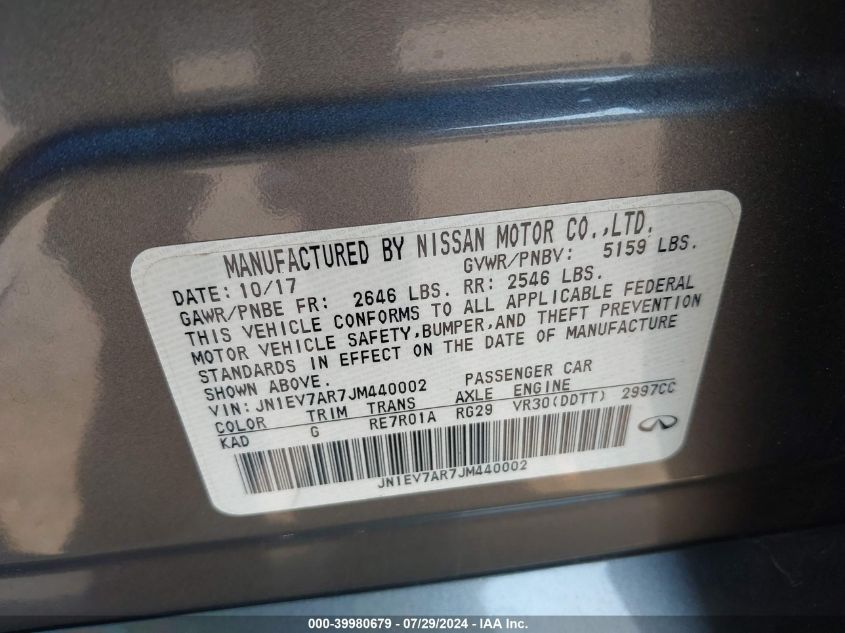 MANUFACTURED BY NISSAN MOTOR CO.,LTD.
DATE: 10/17 GVWR/PNBV: 5159 LBS.
GAWR/PNBE FR: 2646 LBS. RR: 2546 LBS.
THIS VEHICLE CONFORMS TO ALL APPLICABLE FEDERAL
MOTOR VEHICLE SAFETY,BUMPER,AND THEFT PREVENTION
STANDARDS IN EFFECT ON THE DATE OF MANUFACTURE
SHOWN ABOVE.
VIN: JN1EV7AR7JM440002 PASSENGER CAR
COLOR TRIM TRANS AXLE ENGINE
KAD G RE7R01A RG29 VR30(DDTT) 2997CC
JN1EV7AR7JM440002
000-39980679 - 07/29/2024 - IAA Inc.